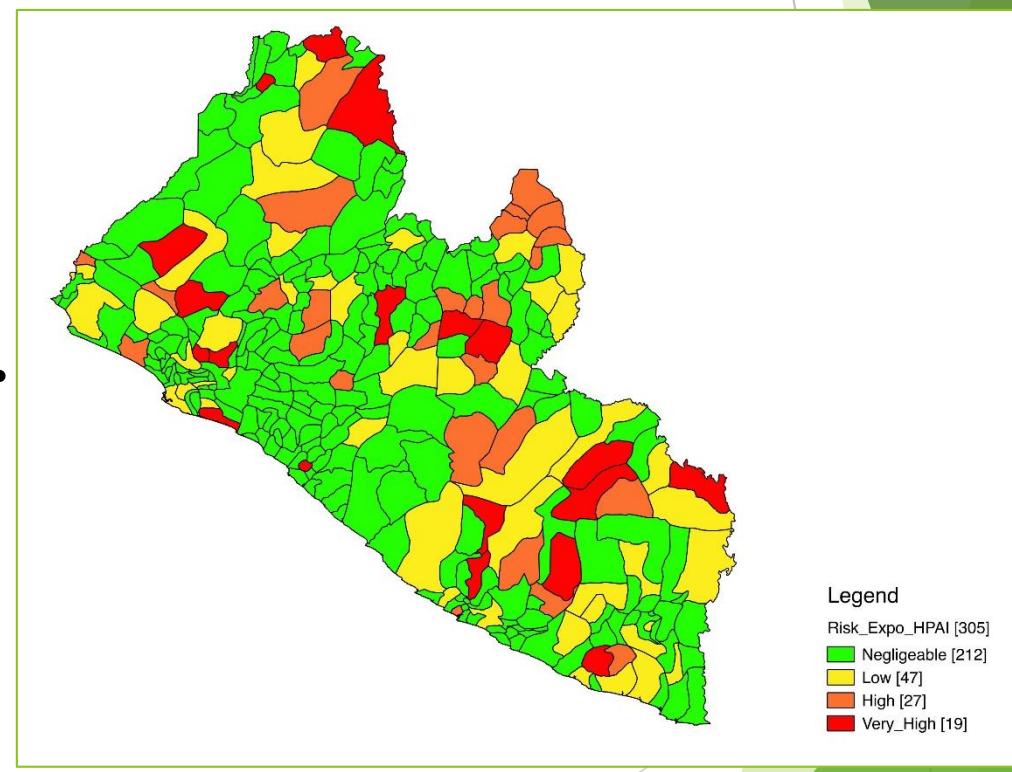 Legend
Risk_Expo_HPAI [305]
Negligeable [212]
Low [47]
High [27]
Very_High [19]